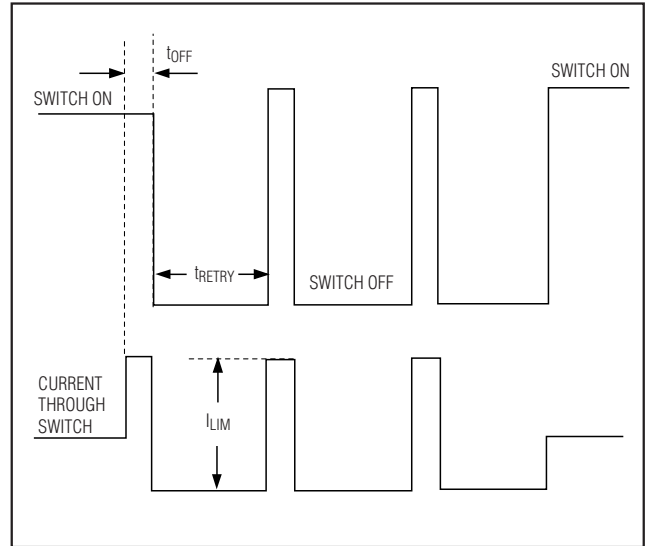 tOFF
SWITCH ON
SWITCH ON
tRETRY
SWITCH OFF
CURRENT
THROUGH
SWITCH
ILIM